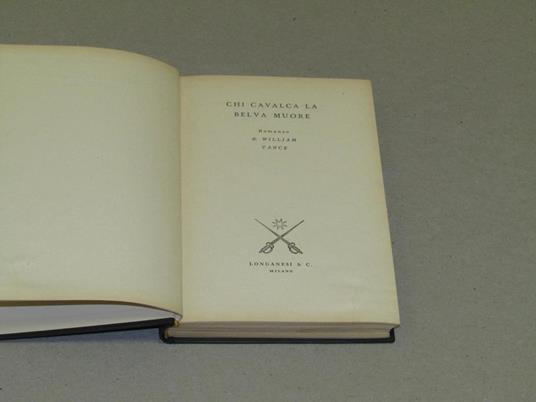 CHI CAVALCA LA
BELVA MUORE
Romanzo
di WILLIAM
VANCE
LONGANESI & C.
MILANO